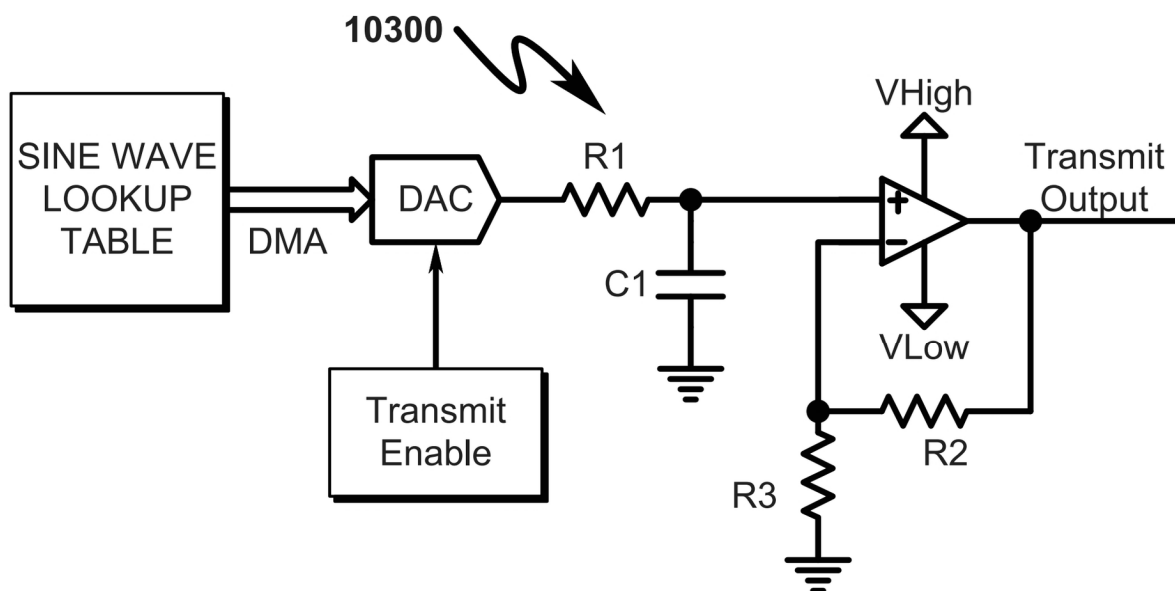 10300
VHigh
SINE WAVE
LOOKUP
TABLE
DMA
DAC
R1
Transmit
Output
+
−
C1
VLow
Transmit
Enable
R2
R3